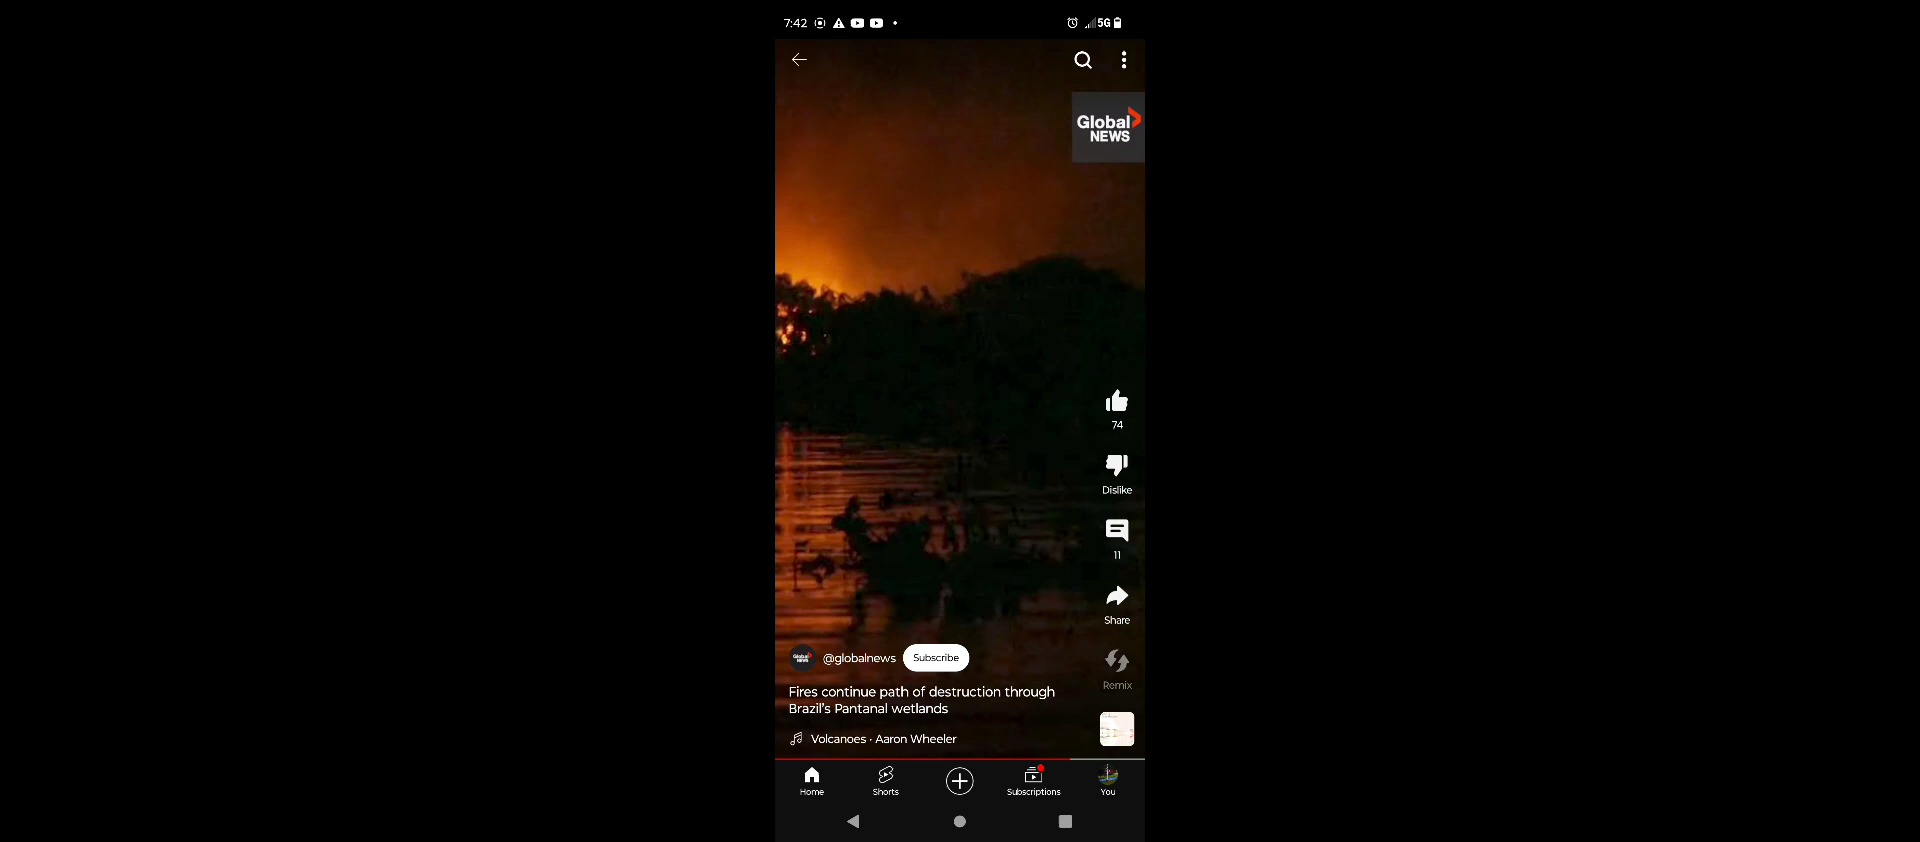 7:42
5G
Global
NEWS
74
Dislike
11
Share
@globalnews
Subscribe
Remix
Fires continue path of destruction through
Brazil's Pantanal wetlands
Volcanoes · Aaron Wheeler
Home
Shorts
Subscriptions
You